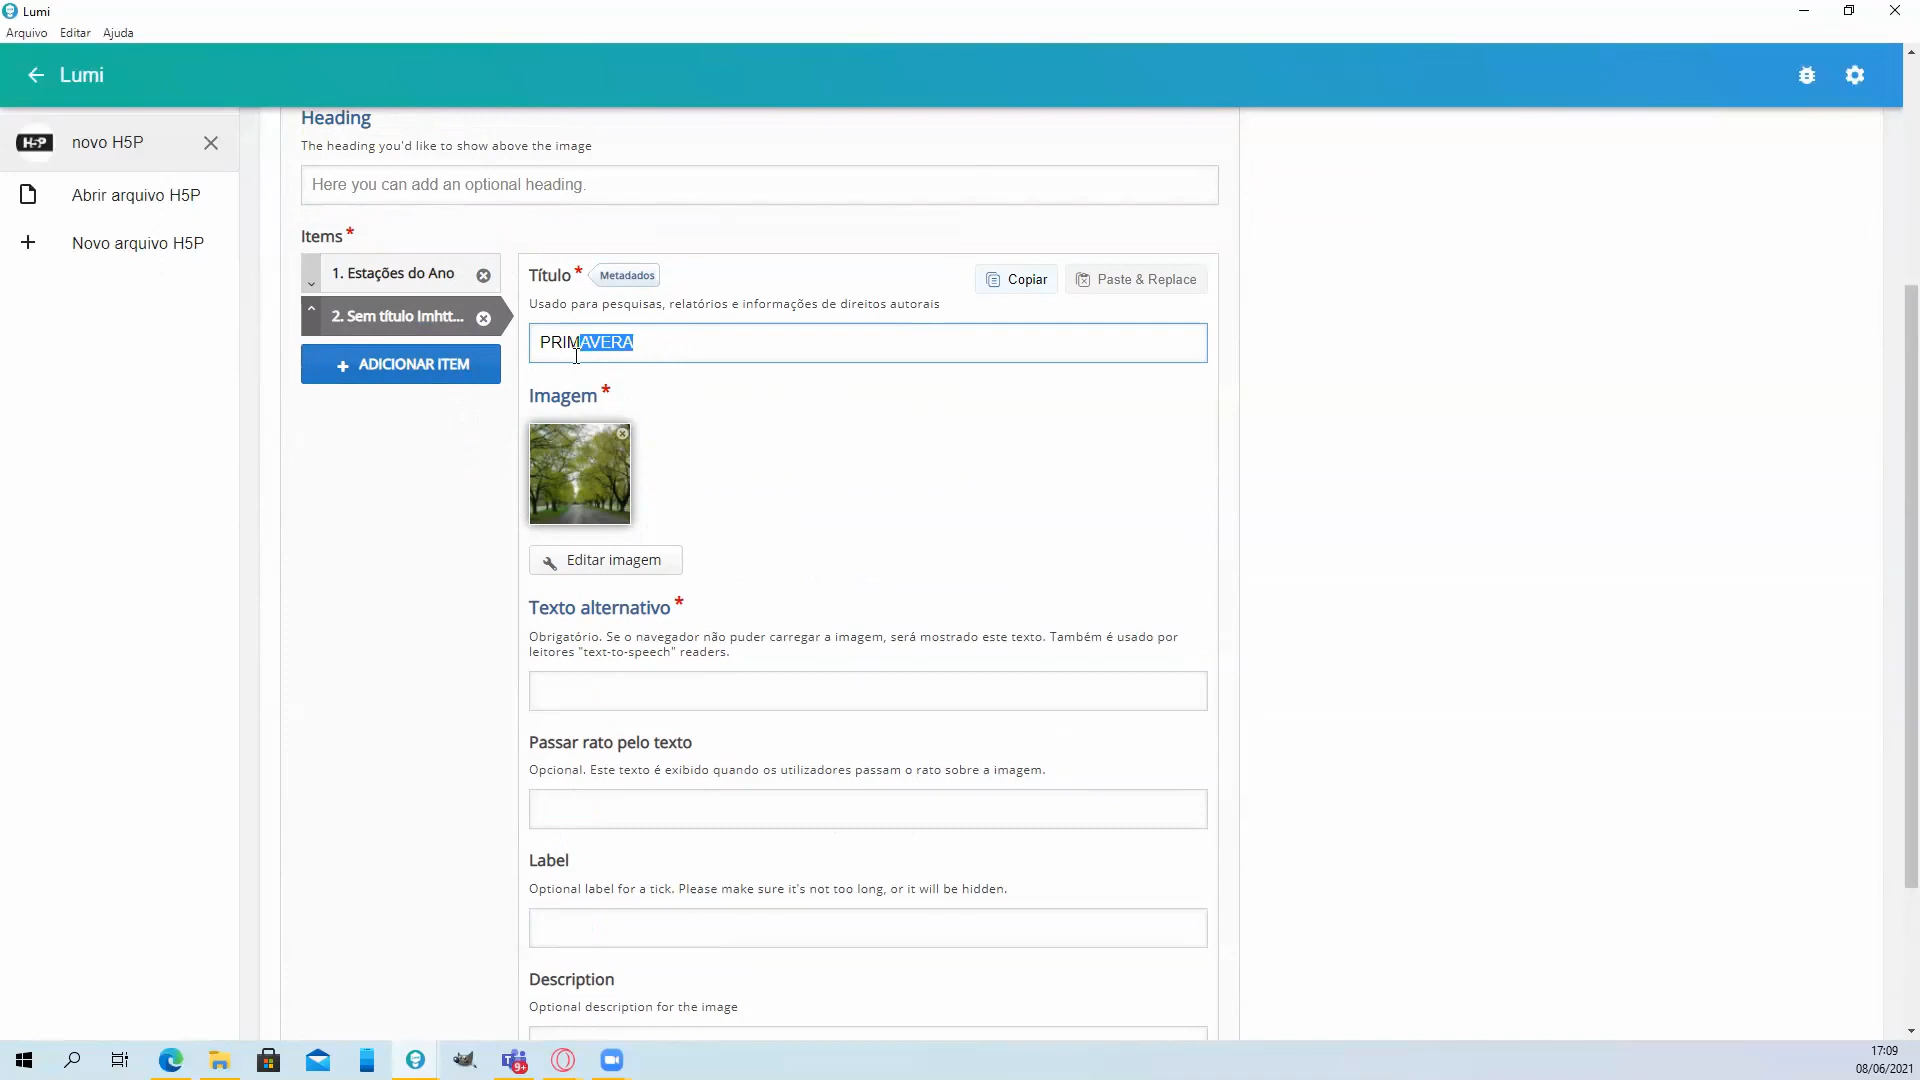 Lumi
Arquivo Editar Ajuda
Lumi
H-P novo H5P
Abrir arquivo H5P
Novo arquivo H5P
Heading
The heading you'd like to show above the image
Here you can add an optional heading.
Items *
1. Estações do Ano
2. Sem título Imhtt...
+ ADICIONAR ITEM
Título * Metadados
Copiar Paste & Replace
Usado para pesquisas, relatórios e informações de direitos autorais
PRIMAVERA
Imagem *
Editar imagem
Texto alternativo *
Obrigatório. Se o navegador não puder carregar a imagem, será mostrado este texto. Também é usado por
leitores "text-to-speech" readers.
Passar rato pelo texto
Opcional. Este texto é exibido quando os utilizadores passam o rato sobre a imagem.
Label
Optional label for a tick. Please make sure it's not too long, or it will be hidden.
Description
Optional description for the image
9+
17:09
08/06/2021